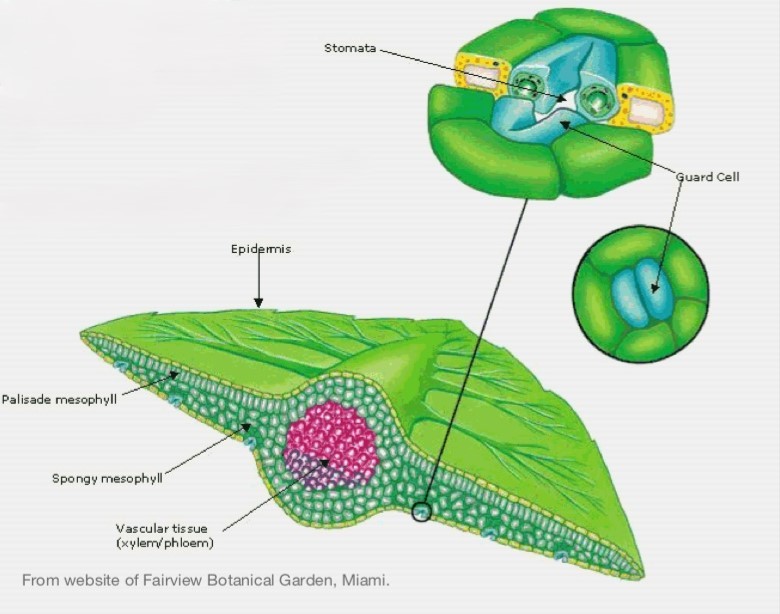 Stomata
Guard Cell
Epidermis
Palisade mesophyll
Spongy mesophyll
Vascular tissue
(xylem/phloem)
From website of Fairview Botanical Garden, Miami.